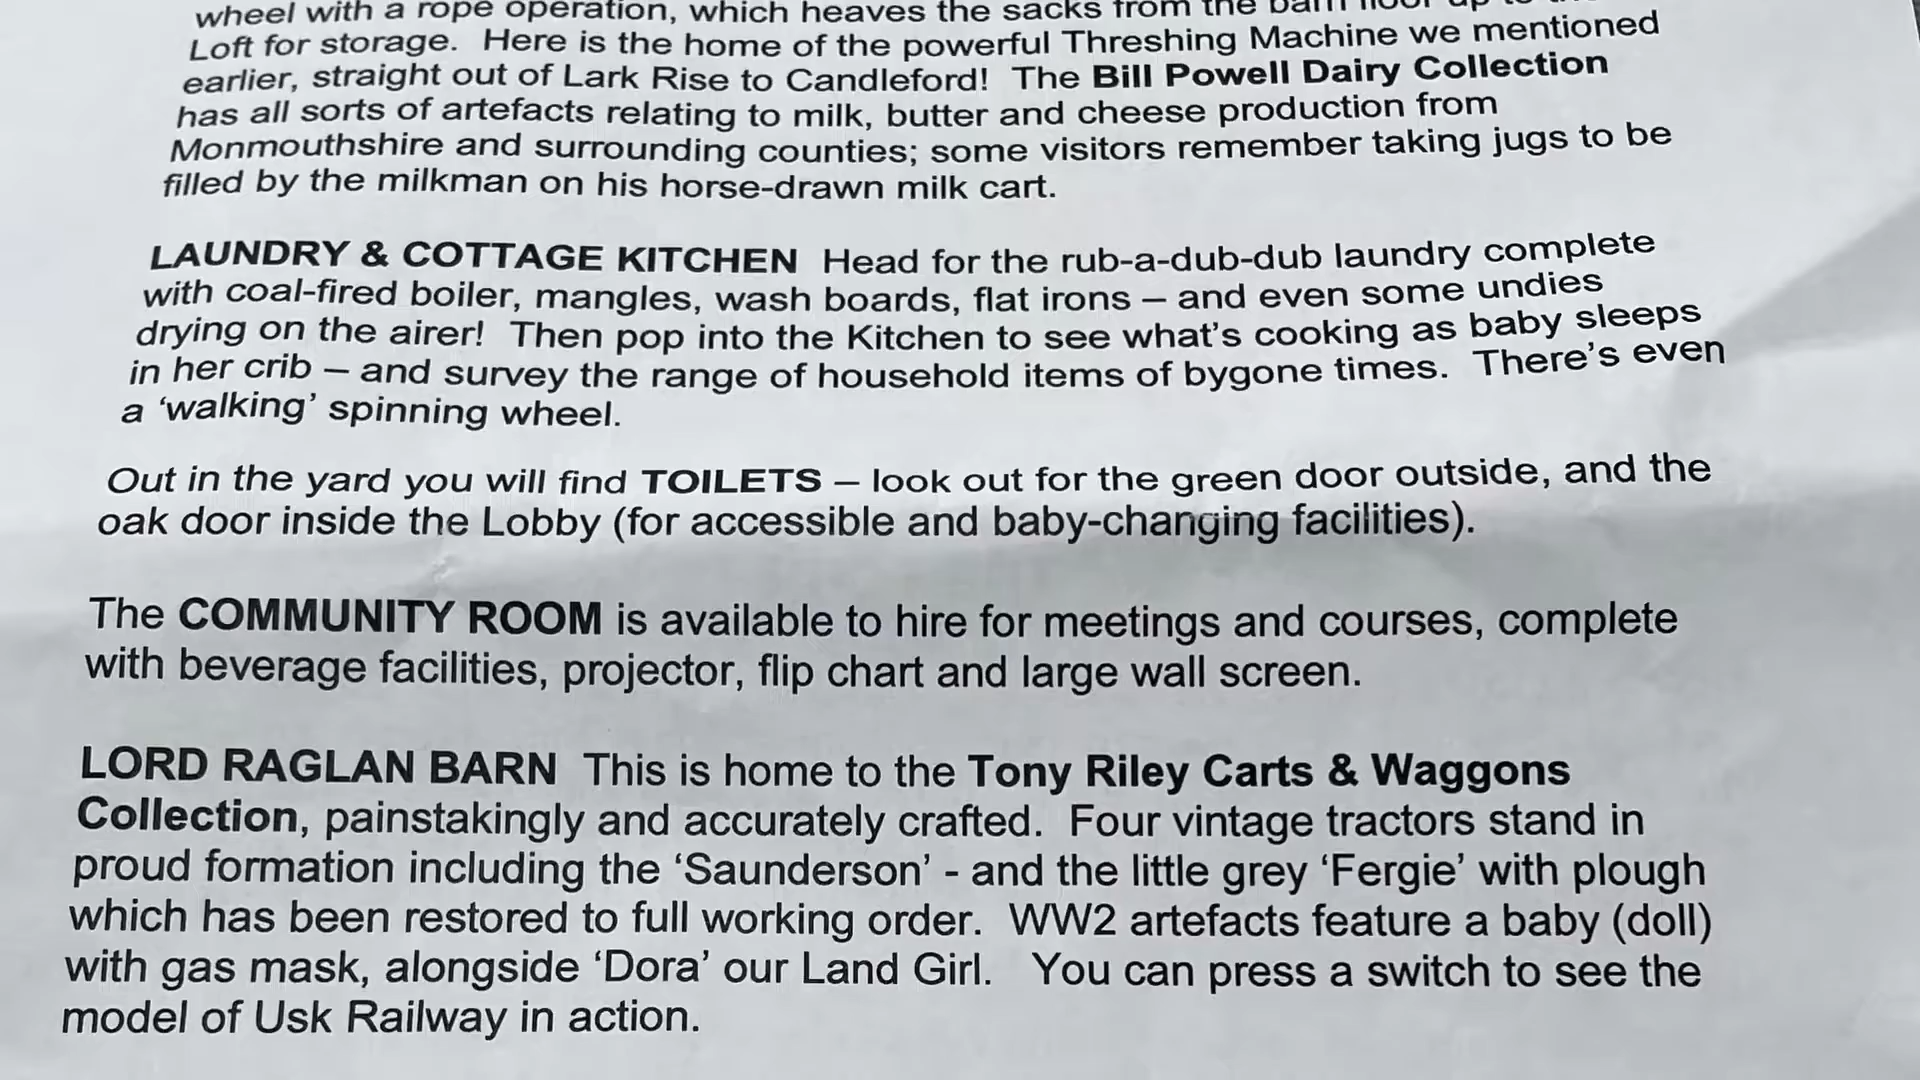 wheel with a rope operation, which heaves the sacks from the barn floor up to the
Loft for storage. Here is the home of the powerful Threshing Machine we mentioned
earlier, straight out of Lark Rise to Candleford! The Bill Powell Dairy Collection
has all sorts of artefacts relating to milk, butter and cheese production from
Monmouthshire and surrounding counties; some visitors remember taking jugs to be
filled by the milkman on his horse-drawn milk cart.
LAUNDRY & COTTAGE KITCHEN Head for the rub-a-dub-dub laundry complete
with coal-fired boiler, mangles, wash boards, flat irons – and even some undies
drying on the airer! Then pop into the Kitchen to see what's cooking as baby sleeps
in her crib – and survey the range of household items of bygone times. There's even
a 'walking' spinning wheel.
Out in the yard you will find TOILETS – look out for the green door outside, and the
oak door inside the Lobby (for accessible and baby-changing facilities).
The COMMUNITY ROOM is available to hire for meetings and courses, complete
with beverage facilities, projector, flip chart and large wall screen.
LORD RAGLAN BARN This is home to the Tony Riley Carts & Waggons
Collection, painstakingly and accurately crafted. Four vintage tractors stand in
proud formation including the 'Saunderson' - and the little grey 'Fergie' with plough
which has been restored to full working order. WW2 artefacts feature a baby (doll)
with gas mask, alongside 'Dora' our Land Girl. You can press a switch to see the
model of Usk Railway in action.